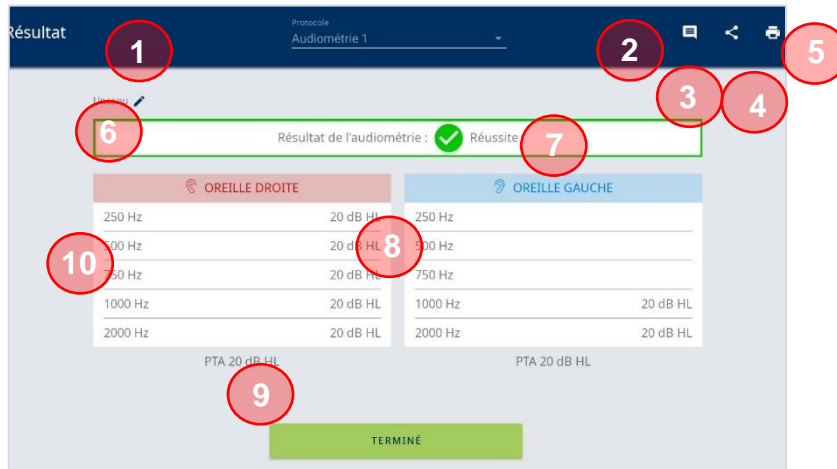 Protocole
Résultat
Audiométrie 1
1
2
3
4
5
6
Résultat de l'audiométrie : Réussite
7
OREILLE DROITE
OREILLE GAUCHE
250 Hz 20 dB HL
250 Hz
500 Hz 20 dB HL
500 Hz
8
10
750 Hz 20 dB HL
750 Hz
1000 Hz 20 dB HL
1000 Hz 20 dB HL
2000 Hz 20 dB HL
2000 Hz 20 dB HL
PTA 20 dB HL
PTA 20 dB HL
9
TERMINÉ